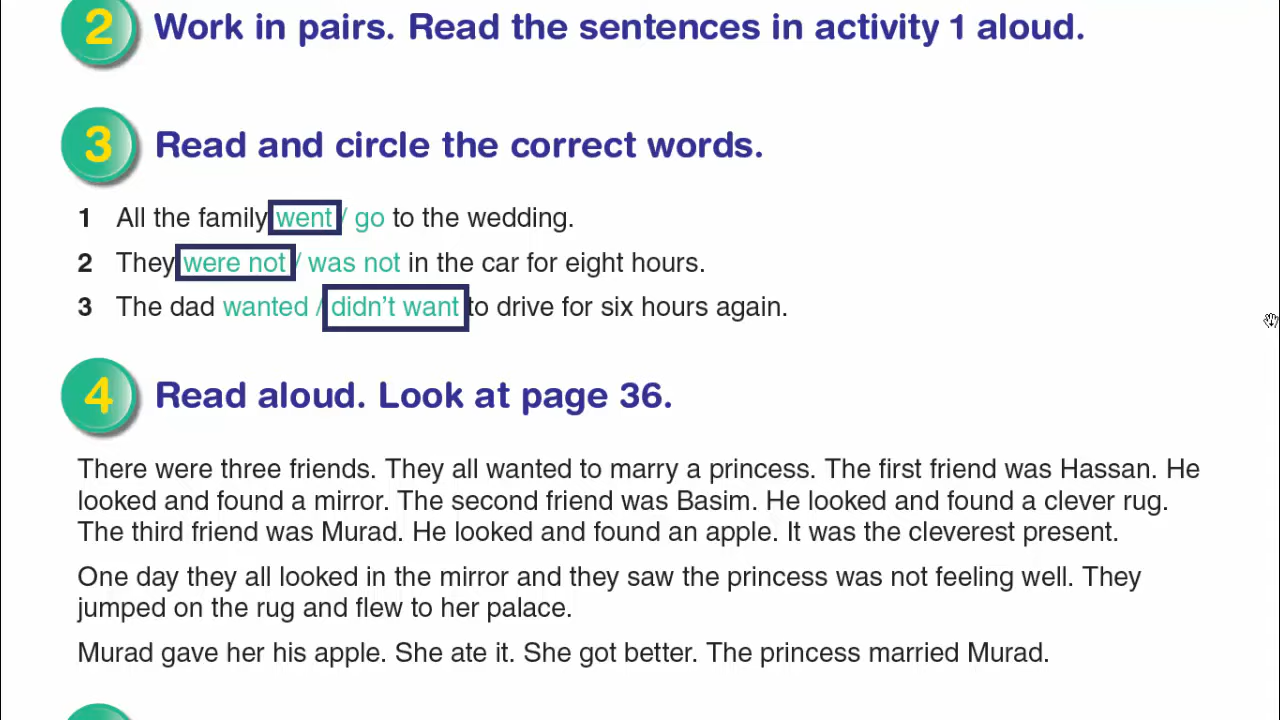 2 Work in pairs. Read the sentences in activity 1 aloud.
3 Read and circle the correct words.
1 All the family went / go to the wedding.
2 They were not / was not in the car for eight hours.
3 The dad wanted / didn't want to drive for six hours again.
4 Read aloud. Look at page 36.
There were three friends. They all wanted to marry a princess. The first friend was Hassan. He
looked and found a mirror. The second friend was Basim. He looked and found a clever rug.
The third friend was Murad. He looked and found an apple. It was the cleverest present.
One day they all looked in the mirror and they saw the princess was not feeling well. They
jumped on the rug and flew to her palace.
Murad gave her his apple. She ate it. She got better. The princess married Murad.